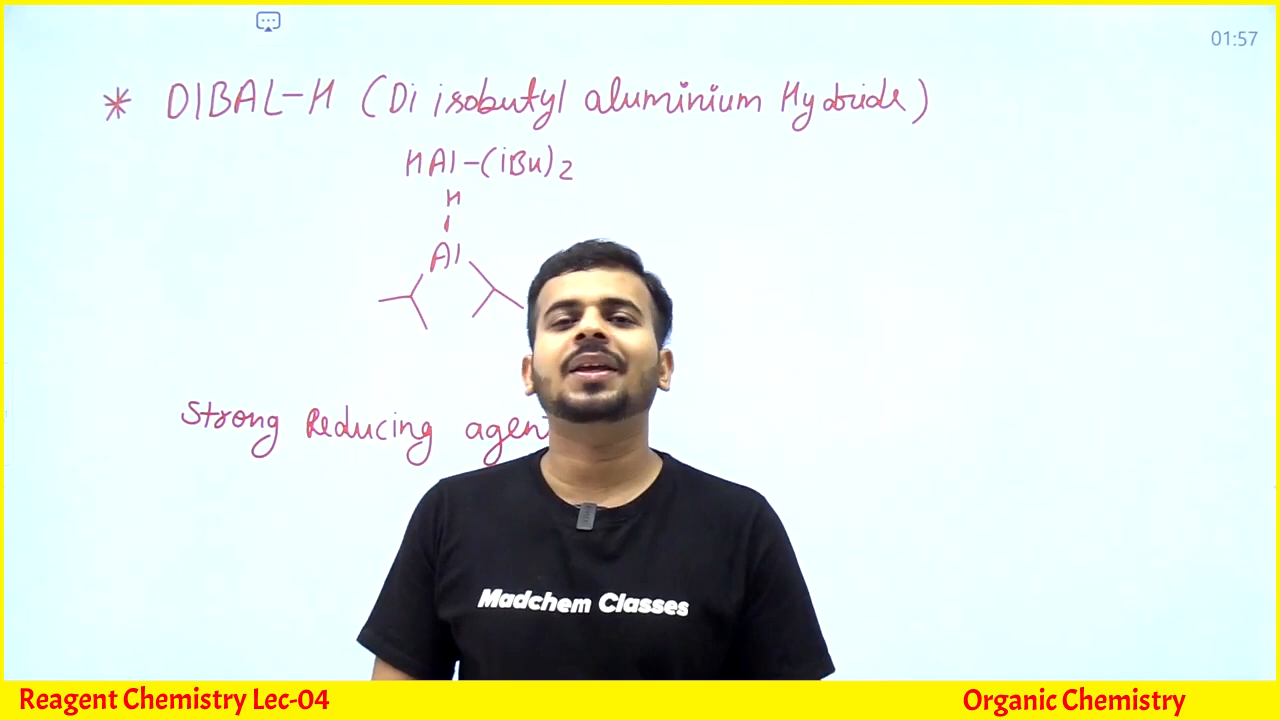 01:57
* DIBAL-H (Di isobutyl aluminium Hydride)
HAl-(iBu)2
H
Al
Strong Reducing agen
Madchem Classes
Reagent Chemistry Lec-04
Organic Chemistry